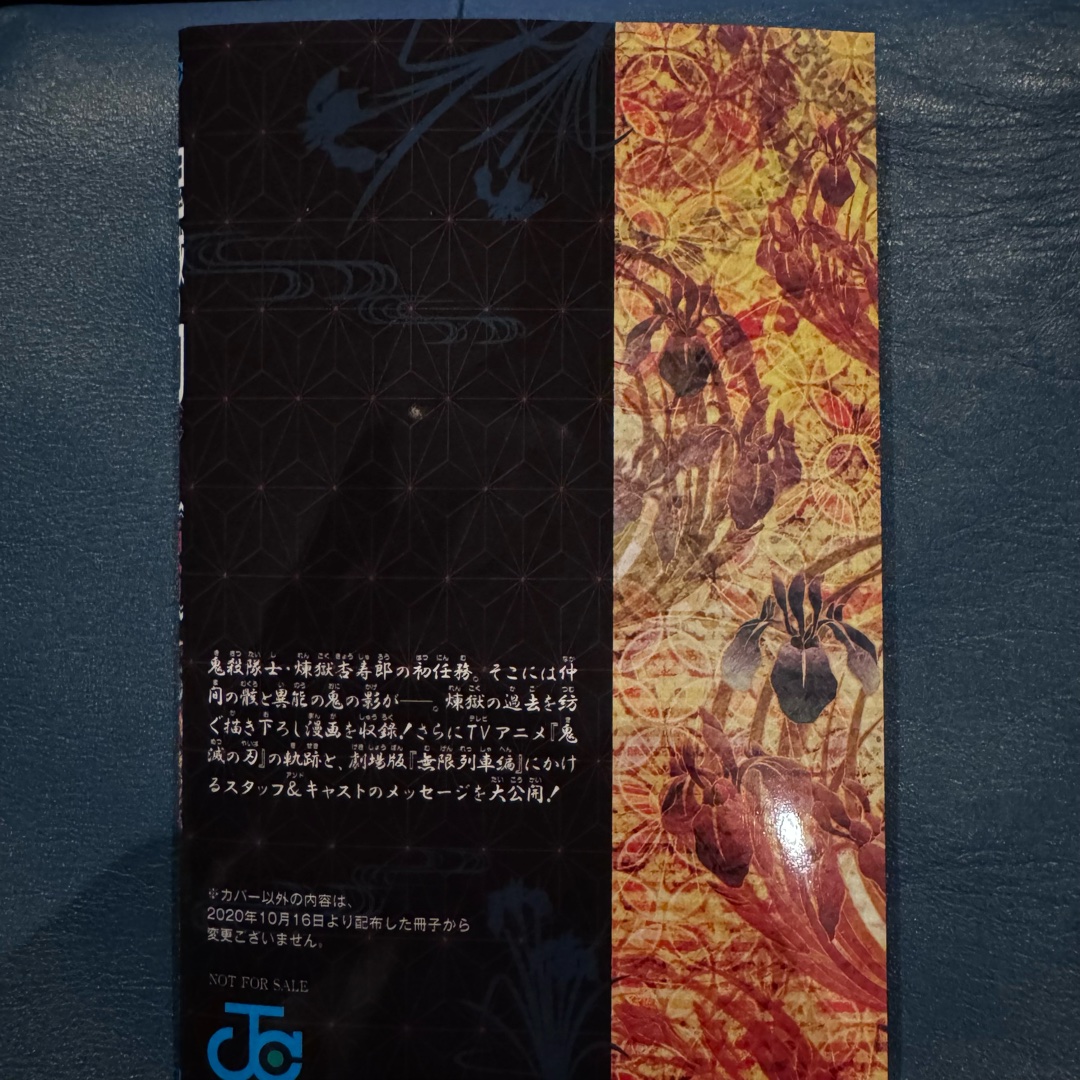 鬼殺隊士・煉獄杏寿郎の初任務。そこには仲
間の骸と異能の鬼の影が――。煉獄の過去を紡
ぐ描き下ろし漫画を収録!さらにTVアニメ『鬼
滅の刃』の軌跡と、劇場版『無限列車編』にかけ
るスタッフ&キャストのメッセージを大公開!
※カバー以外の内容は、
2020年10月16日より配布した冊子から
変更ございません。
NOT FOR SALE
JC